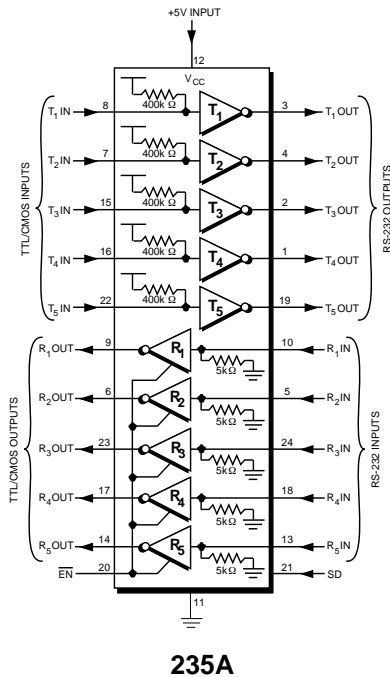 +5V INPUT
12
VCC
400k Ω
T1 IN 8 T1 3 T1 OUT
400k Ω
T2 IN 7 T2 4 T2 OUT
400k Ω
T3 IN 15 T3 2 T3 OUT
400k Ω
T4 IN 16 T4 1 T4 OUT
400k Ω
T5 IN 22 T5 19 T5 OUT
TTL/CMOS INPUTS
RS-232 OUTPUTS
R1 OUT 9 R1 10 R1 IN
5kΩ
R2 OUT 6 R2 5 R2 IN
5kΩ
R3 OUT 23 R3 24 R3 IN
5kΩ
R4 OUT 17 R4 18 R4 IN
5kΩ
R5 OUT 14 R5 13 R5 IN
5kΩ
TTL/CMOS OUTPUTS
RS-232 INPUTS
EN 20 21 SD
11
235A